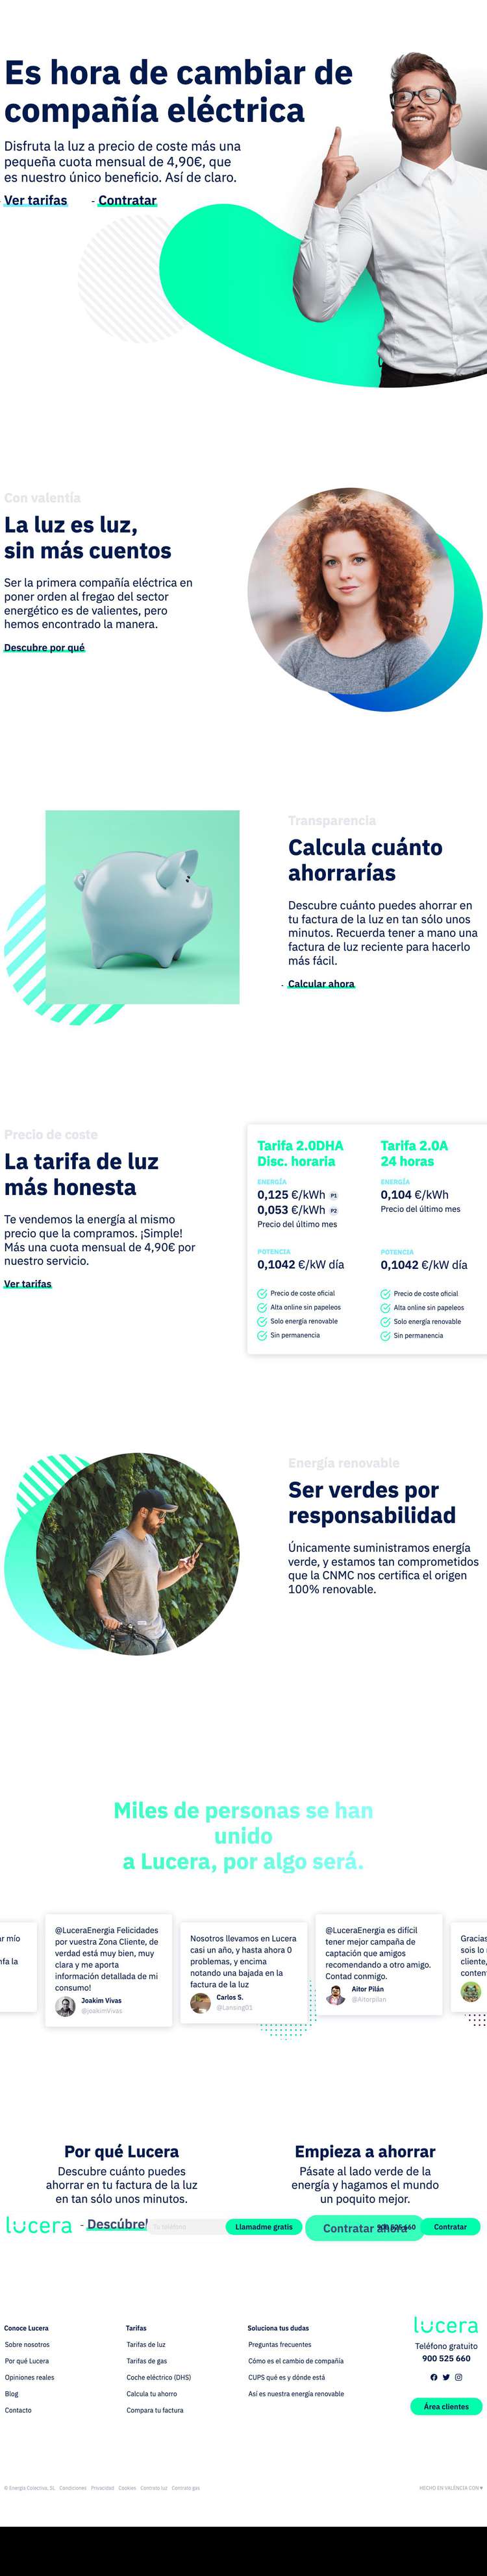 Es hora de cambiar de
compañía eléctrica
Disfruta la luz a precio de coste más una
pequeña cuota mensual de 4,90€, que
es nuestro único beneficio. Así de claro.
Ver tarifas - Contratar
Con valentía
La luz es luz,
sin más cuentos
Ser la primera compañía eléctrica en
poner orden al fregao del sector
energético es de valientes, pero
hemos encontrado la manera.
Descubre por qué
Transparencia
Calcula cuánto
ahorrarías
Descubre cuánto puedes ahorrar en
tu factura de la luz en tan sólo unos
minutos. Recuerda tener a mano una
factura de luz reciente para hacerlo
más fácil.
- Calcular ahora
Precio de coste
La tarifa de luz
más honesta
Te vendemos la energía al mismo
precio que la compramos. ¡Simple!
Más una cuota mensual de 4,90€ por
nuestro servicio.
Ver tarifas
Tarifa 2.0DHA
Disc. horaria
ENERGÍA
0,125 €/kWh P1
0,053 €/kWh P2
Precio del último mes
POTENCIA
0,1042 €/kW día
Precio de coste oficial
Alta online sin papeleos
Solo energía renovable
Sin permanencia
Tarifa 2.0A
24 horas
ENERGÍA
0,104 €/kWh
Precio del último mes
POTENCIA
0,1042 €/kW día
Precio de coste oficial
Alta online sin papeleos
Solo energía renovable
Sin permanencia
Energía renovable
Ser verdes por
responsabilidad
Únicamente suministramos energía
verde, y estamos tan comprometidos
que la CNMC nos certifica el origen
100% renovable.
Miles de personas se han
unido
a Lucera, por algo será.
r mío
nfa la
@LuceraEnergia Felicidades
por vuestra Zona Cliente, de
verdad está muy bien, muy
clara y me aporta
información detallada de mi
consumo!
Joakim Vivas
@joakimVivas
Nosotros llevamos en Lucera
casi un año, y hasta ahora 0
problemas, y encima
notando una bajada en la
factura de la luz
Carlos S.
@Lansing01
@LuceraEnergia es difícil
tener mejor campaña de
captación que amigos
recomendando a otro amigo.
Contad conmigo.
Aitor Pilán
@Aitorpilan
Gracias
sois lo
cliente,
conten
Por qué Lucera
Descubre cuánto puedes
ahorrar en tu factura de la luz
en tan sólo unos minutos.
Empieza a ahorrar
Pásate al lado verde de la
energía y hagamos el mundo
un poquito mejor.
lucera - Descúbrel Tu teléfono Llamadme gratis Contratar ahora 900 525 660 Contratar
Conoce Lucera
Sobre nosotros
Por qué Lucera
Opiniones reales
Blog
Contacto
Tarifas
Tarifas de luz
Tarifas de gas
Coche eléctrico (DHS)
Calcula tu ahorro
Compara tu factura
Soluciona tus dudas
Preguntas frecuentes
Cómo es el cambio de compañía
CUPS qué es y dónde está
Así es nuestra energía renovable
lucera
Teléfono gratuito
900 525 660
Área clientes
© Energía Colectiva, SL Condiciones Privacidad Cookies Contrato luz Contrato gas
HECHO EN VALÈNCIA CON ♥